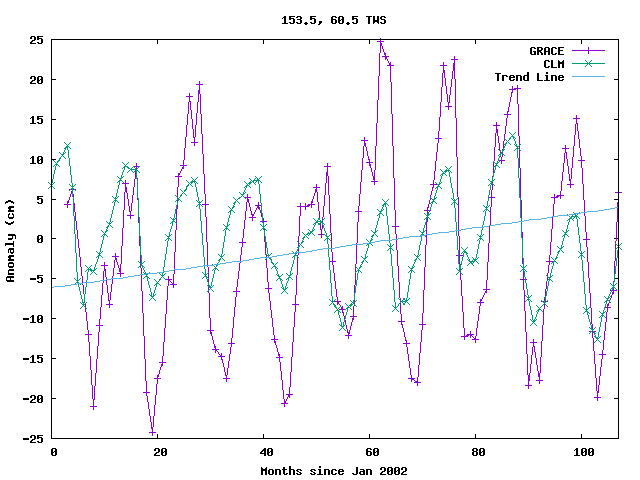 153.5, 60.5 TWS
GRACE
CLM
Trend Line
Anomaly (cm)
25
20
15
10
5
0
-5
-10
-15
-20
-25
0 20 40 60 80 100
Months since Jan 2002